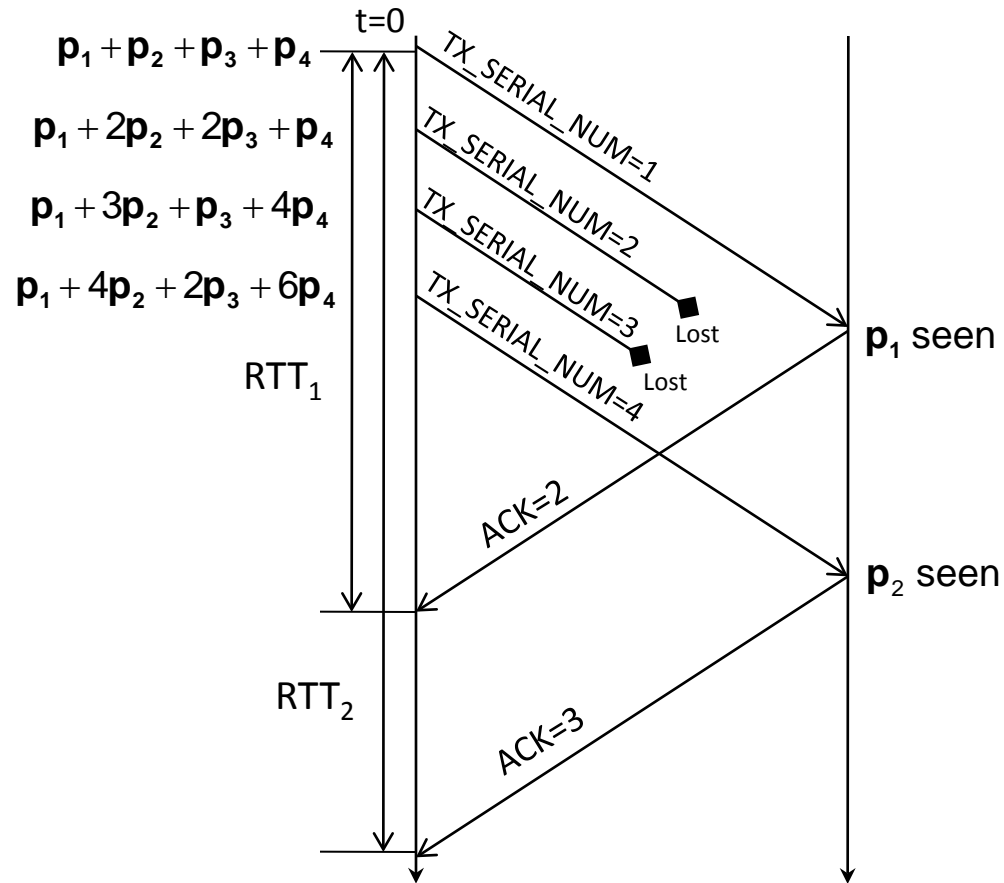 t=0
p₁ + p₂ + p₃ + p₄
TX_SERIAL_NUM=1
p₁ + 2p₂ + 2p₃ + p₄
TX_SERIAL_NUM=2
p₁ + 3p₂ + p₃ + 4p₄
TX_SERIAL_NUM=3
p₁ + 4p₂ + 2p₃ + 6p₄
TX_SERIAL_NUM=4
Lost
Lost
p₁ seen
RTT₁
ACK=2
p₂ seen
RTT₂
ACK=3